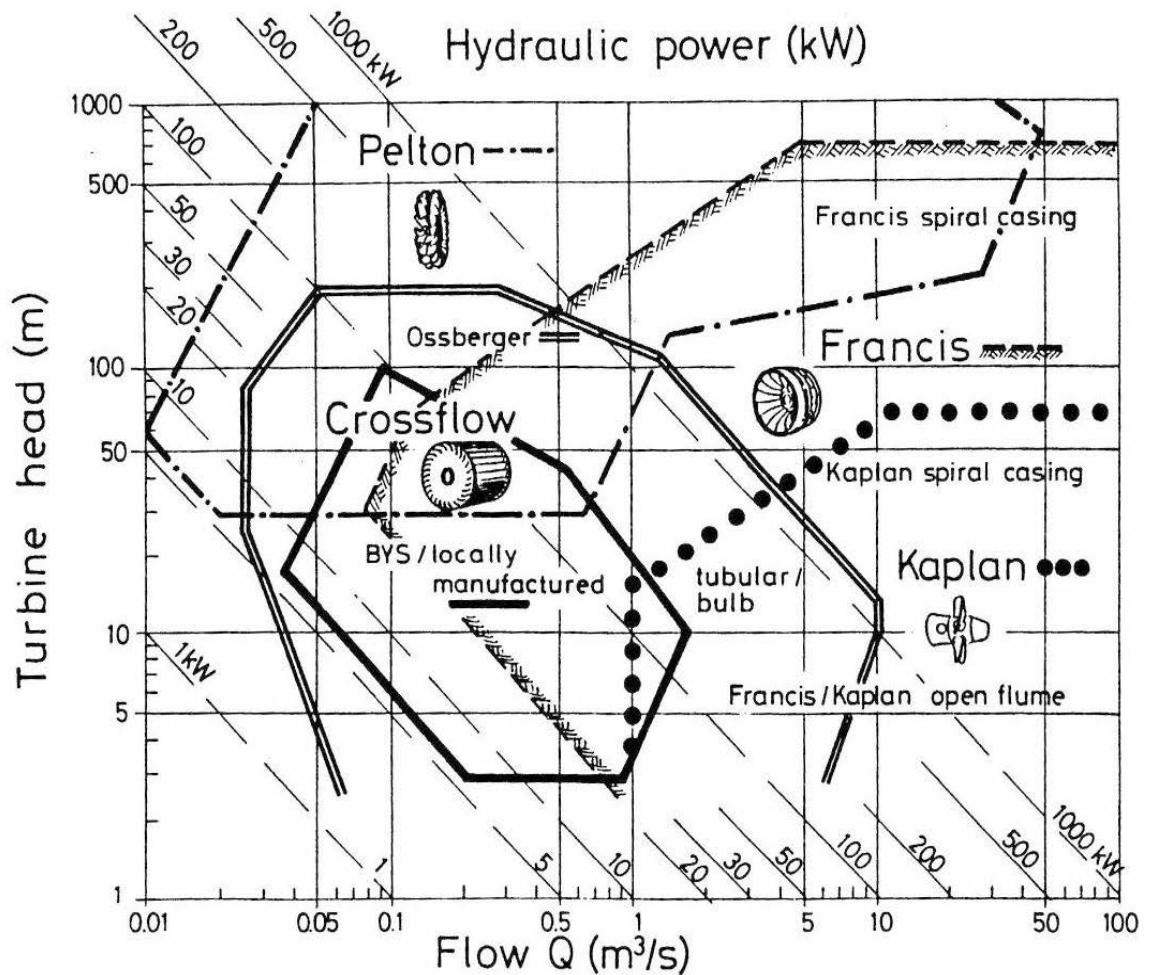 Hydraulic power (kW)
200
500
1000 kW
1000
100
Pelton
500
50
Francis spiral casing
30
20
Ossberger
Francis
100
10
Crossflow
50
Kaplan spiral casing
BYS / locally
manufactured
tubular /
bulb
Kaplan
10
1kW
Francis/Kaplan open flume
5
1
5
10
20
30
50
100
200
500
1000 kW
1
0.01
0.05
0.1
0.5
1
5
10
50
100
Turbine head (m)
Flow Q (m³/s)